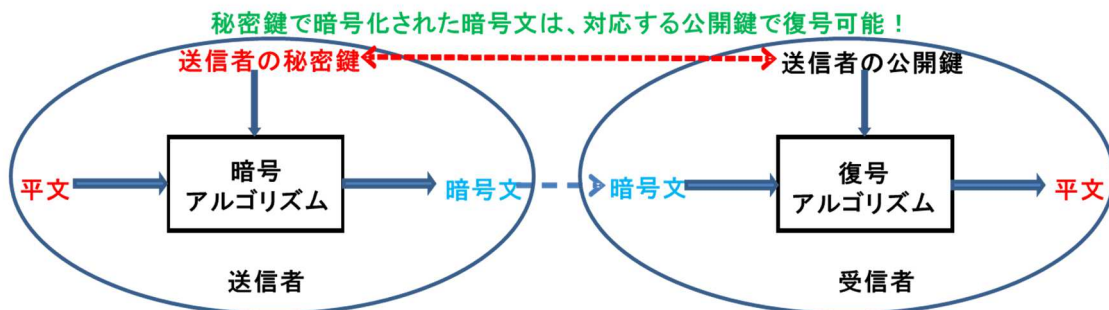 秘密鍵で暗号化された暗号文は、対応する公開鍵で復号可能！
送信者の秘密鍵
送信者の公開鍵
平文
暗号
アルゴリズム
暗号文
暗号文
復号
アルゴリズム
平文
送信者
受信者